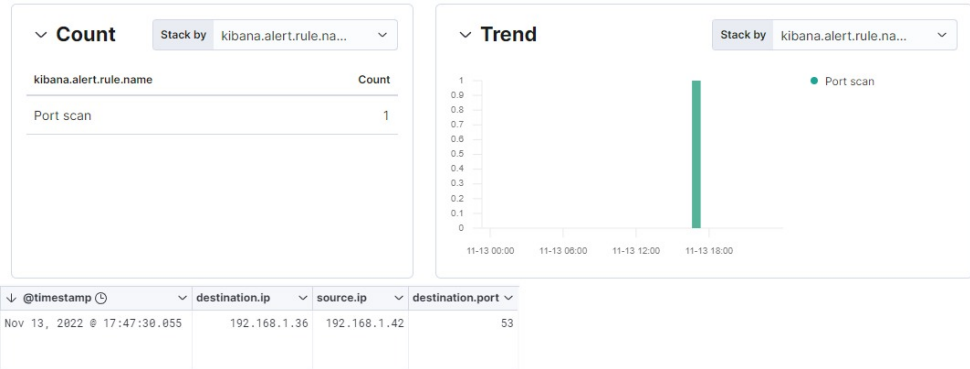 Count
Stack by kibana.alert.rule.na...
kibana.alert.rule.name Count
Port scan 1
Trend
Stack by kibana.alert.rule.na...
1
0.9
0.8
0.7
0.6
0.5
0.4
0.3
0.2
0.1
0
11-13 00:00 11-13 06:00 11-13 12:00 11-13 18:00
Port scan
@timestamp destination.ip source.ip destination.port
Nov 13, 2022 @ 17:47:30.055 192.168.1.36 192.168.1.42 53